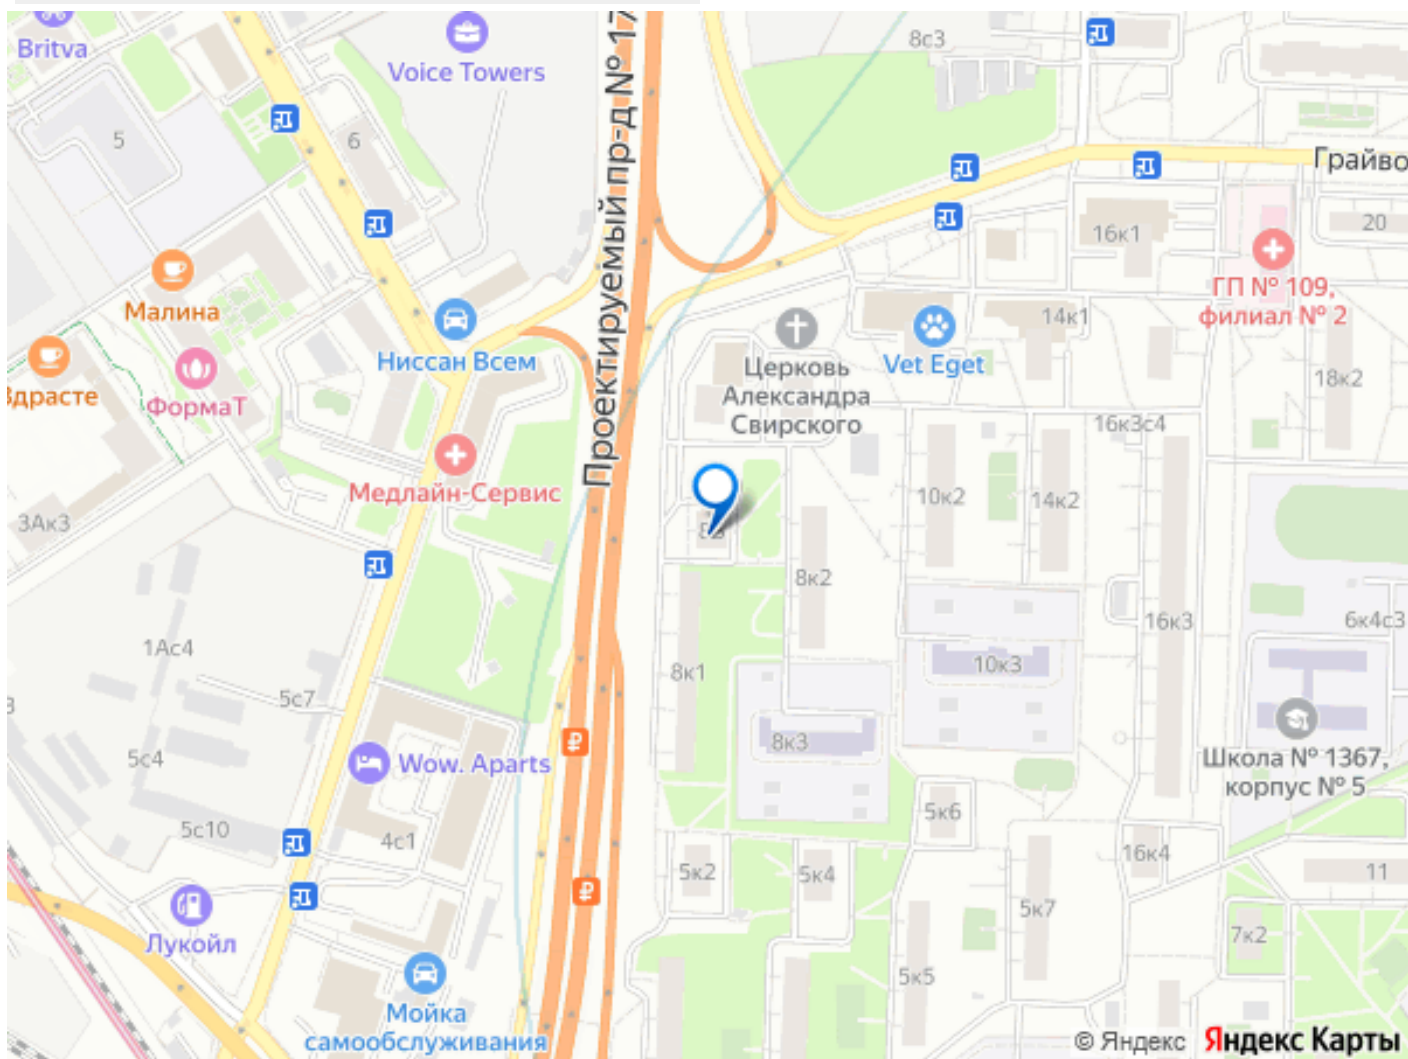 Britva
Voice Towers
8с3
5
6
Проектируемый пр-д № 17
Грайво
16к1
20
Малина
ГП № 109,
филиал № 2
Ниссан Всем
Церковь
Александра
Свирского
Vet Eget
14к1
18к2
Здрасте
ФормаТ
16к3с4
Медлайн-Сервис
10к2
14к2
3Ак3
8к2
1Ас4
8к1
10к3
16к3
6к4с3
5с7
8к3
5с4
Wow. Aparts
Школа № 1367,
корпус № 5
5с10
4с1
5к6
16к4
5к2
5к4
11
5к7
Лукойл
7к2
5к5
Мойка
самообслуживания
© Яндекс Яндекс Карты